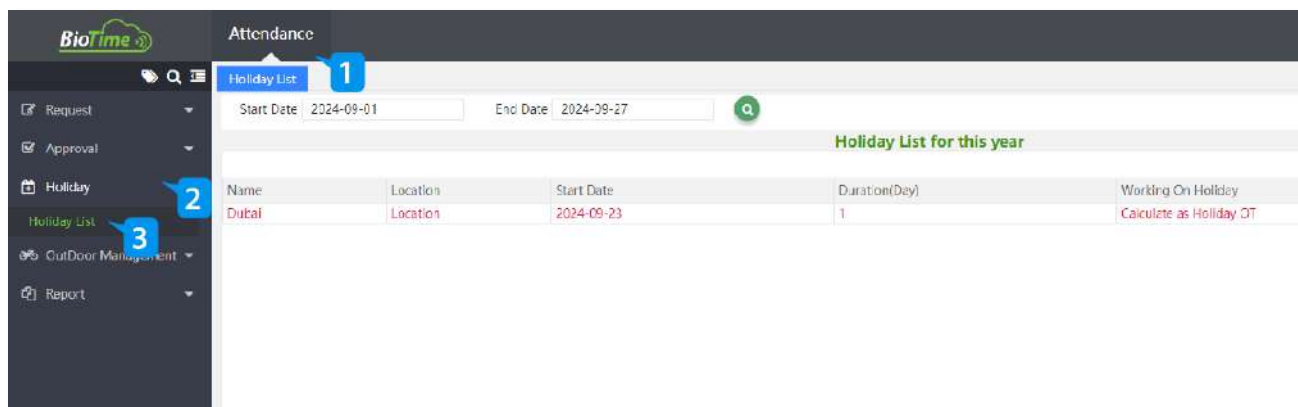 BioTime
Attendance
1
Holiday List
Request
Start Date 2024-09-01 End Date 2024-09-27
Approval
Holiday List for this year
Holiday
2
Name Location Start Date Duration(Day) Working On Holiday
Holiday List
3
Dubai Location 2024-09-23 1 Calculate as Holiday OT
OutDoor Management
Report